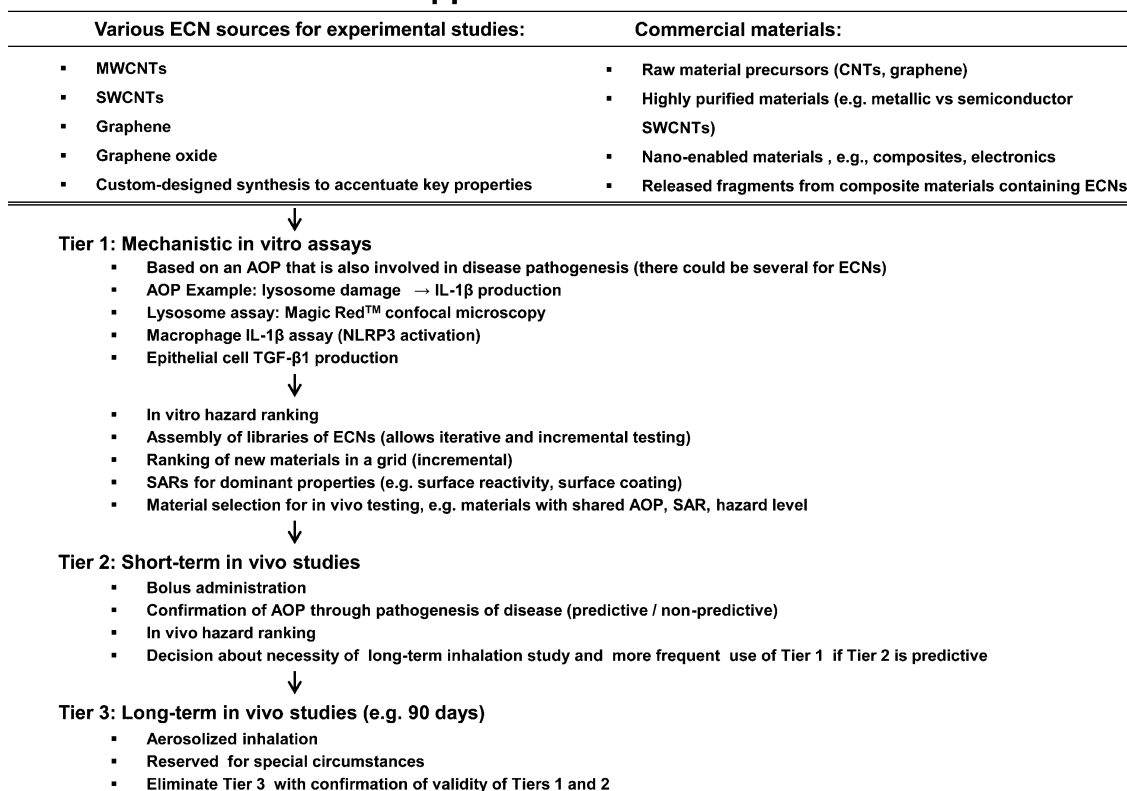 Various ECN sources for experimental studies:
Commercial materials:
▪ MWCNTs
▪ SWCNTs
▪ Graphene
▪ Graphene oxide
▪ Custom-designed synthesis to accentuate key properties
▪ Raw material precursors (CNTs, graphene)
▪ Highly purified materials (e.g. metallic vs semiconductor
SWCNTs)
▪ Nano-enabled materials , e.g., composites, electronics
▪ Released fragments from composite materials containing ECNs
↓
Tier 1: Mechanistic in vitro assays
▪ Based on an AOP that is also involved in disease pathogenesis (there could be several for ECNs)
▪ AOP Example: lysosome damage → IL-1β production
▪ Lysosome assay: Magic Red™ confocal microscopy
▪ Macrophage IL-1β assay (NLRP3 activation)
▪ Epithelial cell TGF-β1 production
↓
▪ In vitro hazard ranking
▪ Assembly of libraries of ECNs (allows iterative and incremental testing)
▪ Ranking of new materials in a grid (incremental)
▪ SARs for dominant properties (e.g. surface reactivity, surface coating)
▪ Material selection for in vivo testing, e.g. materials with shared AOP, SAR, hazard level
↓
Tier 2: Short-term in vivo studies
▪ Bolus administration
▪ Confirmation of AOP through pathogenesis of disease (predictive / non-predictive)
▪ In vivo hazard ranking
▪ Decision about necessity of long-term inhalation study and more frequent use of Tier 1 if Tier 2 is predictive
↓
Tier 3: Long-term in vivo studies (e.g. 90 days)
▪ Aerosolized inhalation
▪ Reserved for special circumstances
▪ Eliminate Tier 3 with confirmation of validity of Tiers 1 and 2